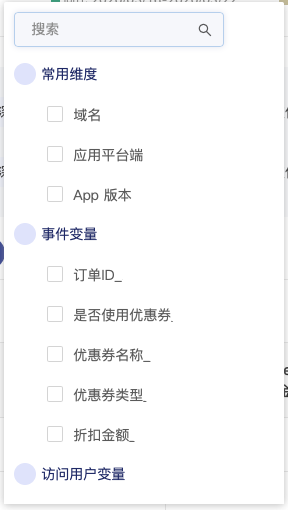 搜索
常用维度
域名
应用平台端
App 版本
事件变量
订单ID_
是否使用优惠券_
优惠券名称_
优惠券类型_
折扣金额_
访问用户变量